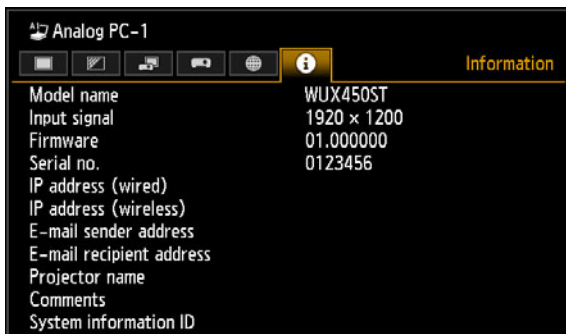 Analog PC-1
Information
Model name WUX450ST
Input signal 1920 × 1200
Firmware 01.000000
Serial no. 0123456
IP address (wired)
IP address (wireless)
E-mail sender address
E-mail recipient address
Projector name
Comments
System information ID